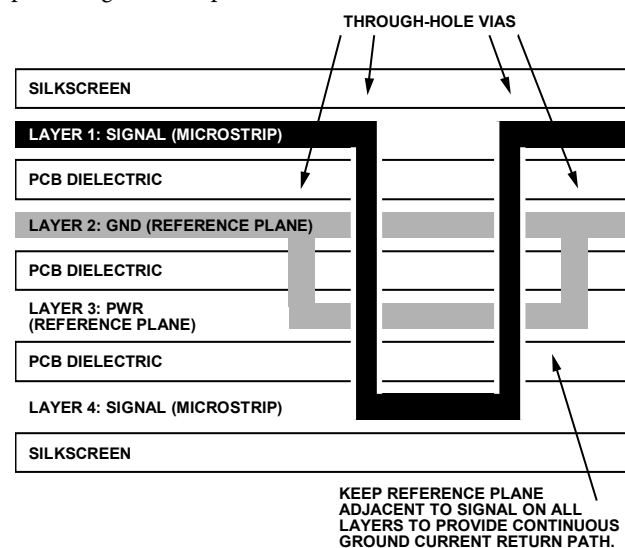 THROUGH-HOLE VIAS
SILKSCREEN
LAYER 1: SIGNAL (MICROSTRIP)
PCB DIELECTRIC
LAYER 2: GND (REFERENCE PLANE)
PCB DIELECTRIC
LAYER 3: PWR
(REFERENCE PLANE)
PCB DIELECTRIC
LAYER 4: SIGNAL (MICROSTRIP)
SILKSCREEN
KEEP REFERENCE PLANE
ADJACENT TO SIGNAL ON ALL
LAYERS TO PROVIDE CONTINUOUS
GROUND CURRENT RETURN PATH.